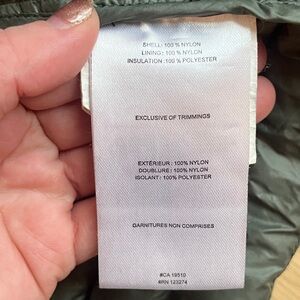 SHELL: 100 % NYLON
LINING: 100 % NYLON
INSULATION: 100 % POLYESTER
EXCLUSIVE OF TRIMMINGS
EXTÉRIEUR: 100% NYLON
DOUBLURE: 100% NYLON
ISOLANT: 100% POLYESTER
GARNITURES NON COMPRISES
#CA 19510
#RN 123274